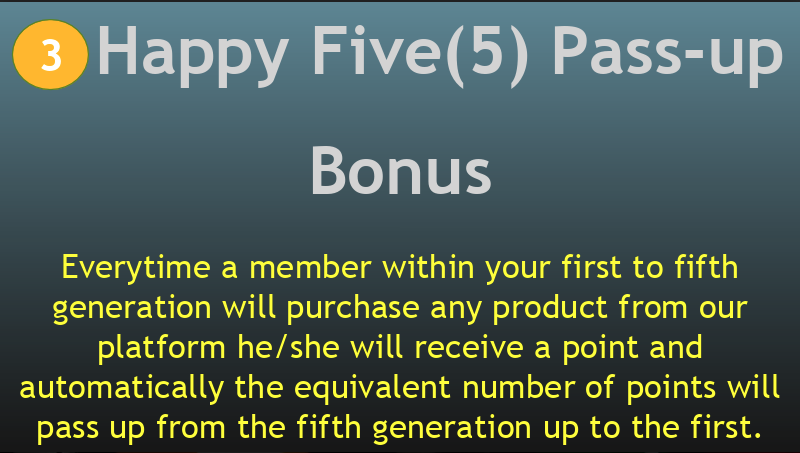 3 Happy Five(5) Pass-up
Bonus
Everytime a member within your first to fifth
generation will purchase any product from our
platform he/she will receive a point and
automatically the equivalent number of points will
pass up from the fifth generation up to the first.